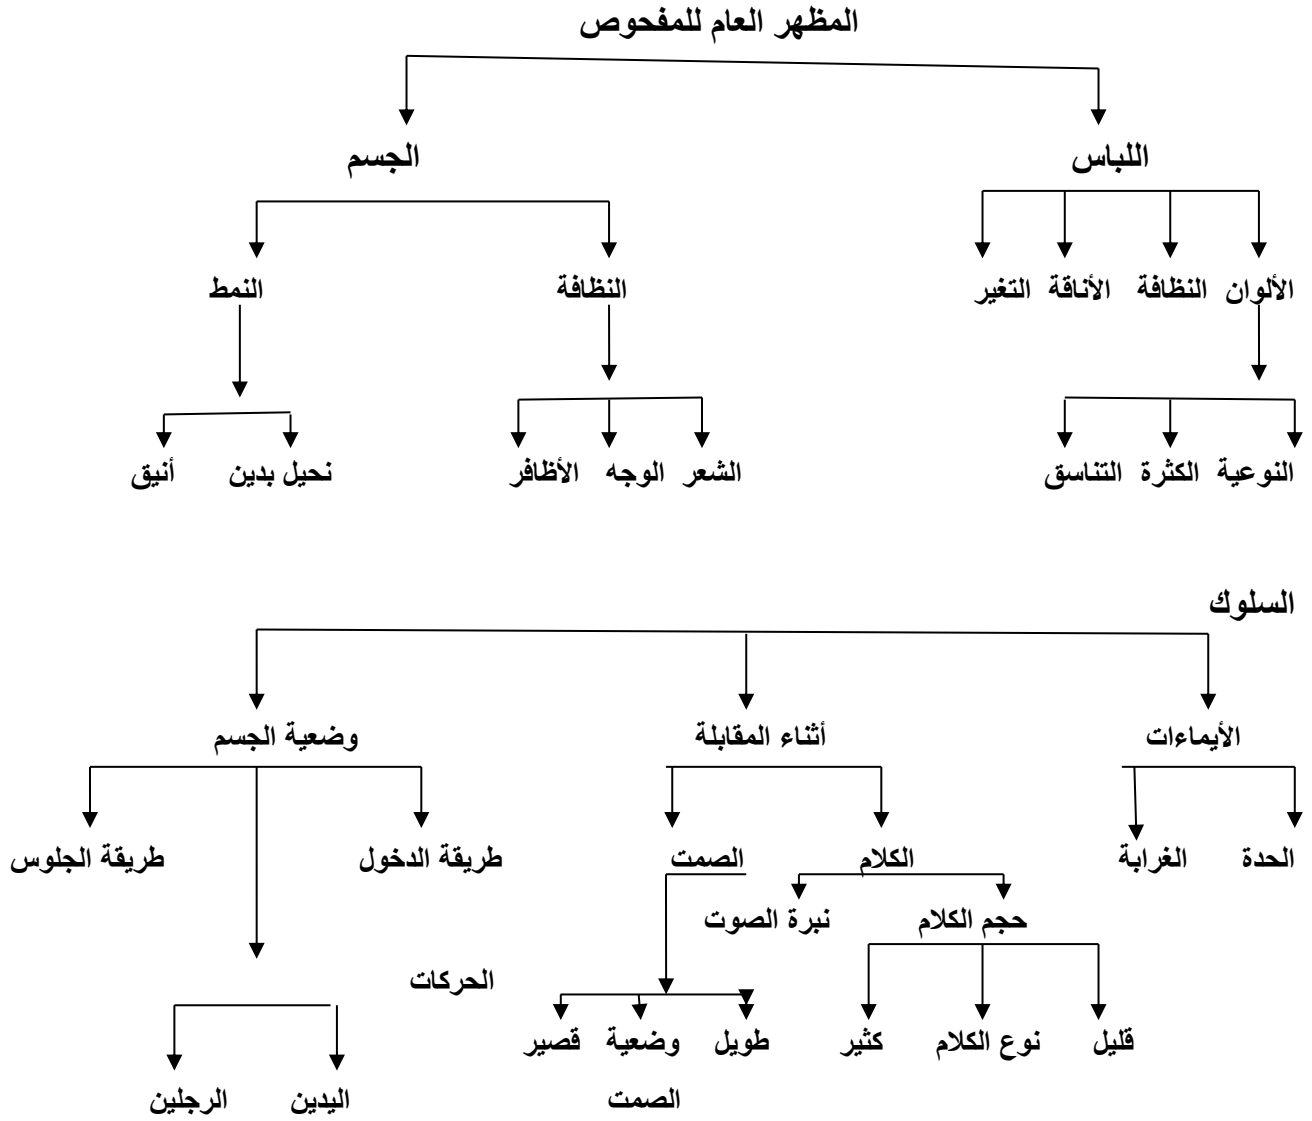 المظهر العام للمفحوص
اللباس الجسم
الألوان النظافة الأناقة التغير النظافة النمط
النوعية الكثرة التناسق الشعر الوجه الأظافر نحيل بدين أنيق
السلوك
الأيماءات أثناء المقابلة وضعية الجسم
الحدة الغرابة الكلام الصمت طريقة الدخول طريقة الجلوس
حجم الكلام نبرة الصوت
الحركات
قليل نوع الكلام كثير طويل وضعية قصير
الصمت اليدين الرجلين